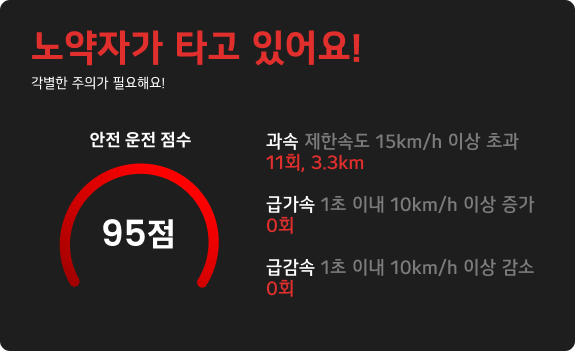 노약자가 타고 있어요!
각별한 주의가 필요해요!
안전 운전 점수
95점
과속 제한속도 15km/h 이상 초과
11회, 3.3km
급가속 1초 이내 10km/h 이상 증가
0회
급감속 1초 이내 10km/h 이상 감소
0회